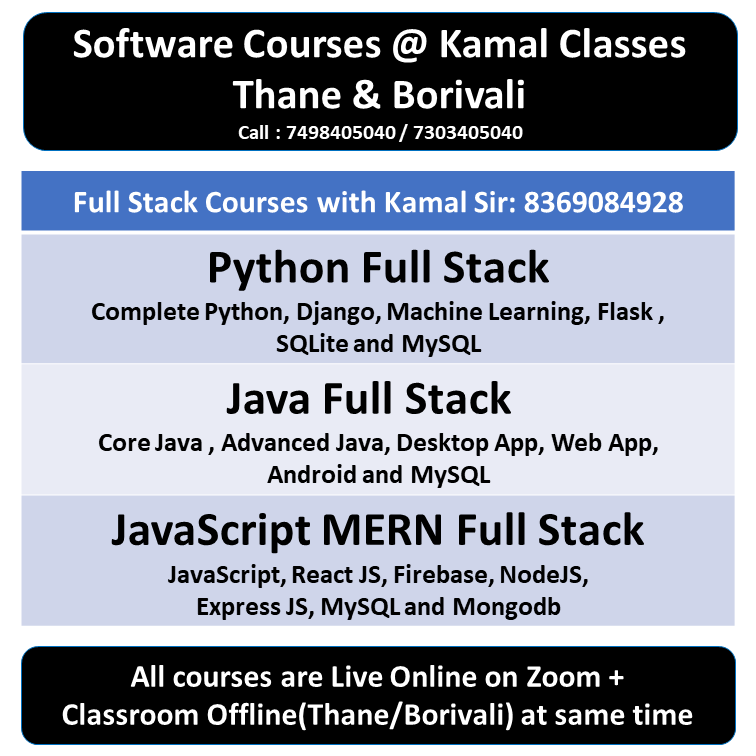 Software Courses @ Kamal Classes
Thane & Borivali
Call : 7498405040 / 7303405040
Full Stack Courses with Kamal Sir: 8369084928
Python Full Stack
Complete Python, Django, Machine Learning, Flask ,
SQLite and MySQL
Java Full Stack
Core Java , Advanced Java, Desktop App, Web App,
Android and MySQL
JavaScript MERN Full Stack
JavaScript, React JS, Firebase, NodeJS,
Express JS, MySQL and Mongodb
All courses are Live Online on Zoom +
Classroom Offline(Thane/Borivali) at same time